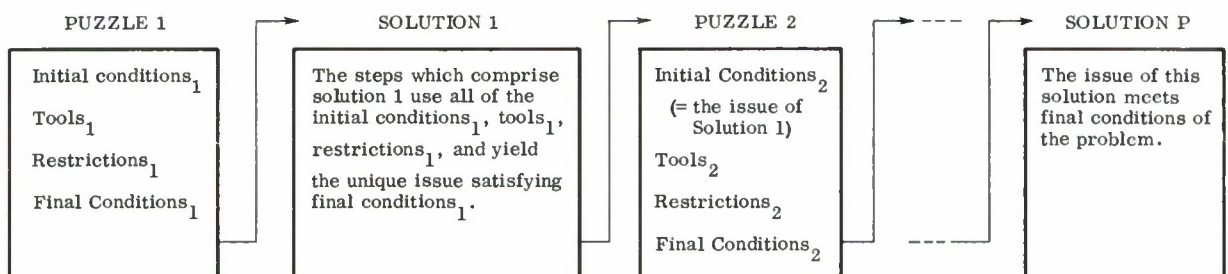 PUZZLE 1
Initial conditions1
Tools1
Restrictions1
Final Conditions1
SOLUTION 1
The steps which comprise
solution 1 use all of the
initial conditions1, tools1,
restrictions1, and yield
the unique issue satisfying
final conditions1.
PUZZLE 2
Initial Conditions2
(= the issue of
Solution 1)
Tools2
Restrictions2
Final Conditions2
SOLUTION P
The issue of this
solution meets
final conditions of
the problem.